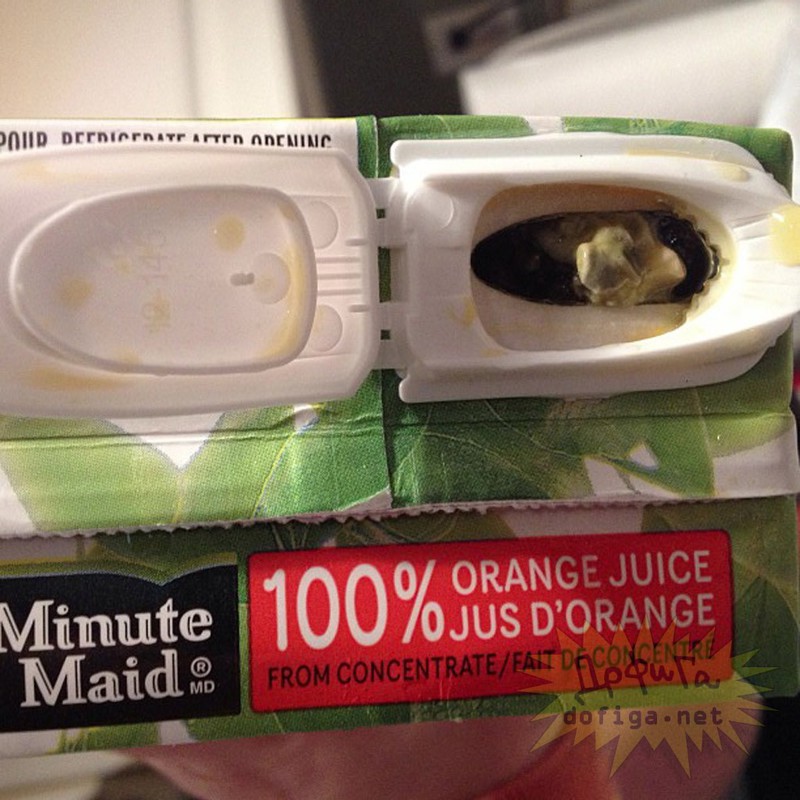 POUR REFRIGERATE AFTER OPENING
Minute
Maid®
MD
100% ORANGE JUICE
JUS D'ORANGE
FROM CONCENTRATE/FAIT DE CONCENTRÉ
дофига
dofiga.net